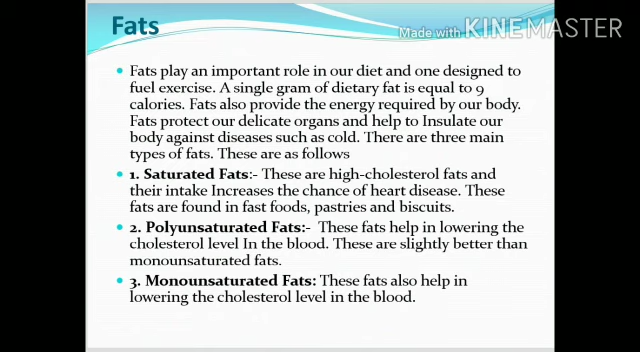 Fats
Made with KINEMASTER
Fats play an important role in our diet and one designed to
fuel exercise. A single gram of dietary fat is equal to 9
calories. Fats also provide the energy required by our body.
Fats protect our delicate organs and help to Insulate our
body against diseases such as cold. There are three main
types of fats. These are as follows
1. Saturated Fats:- These are high-cholesterol fats and
their intake Increases the chance of heart disease. These
fats are found in fast foods, pastries and biscuits.
2. Polyunsaturated Fats:- These fats help in lowering the
cholesterol level In the blood. These are slightly better than
monounsaturated fats.
3. Monounsaturated Fats: These fats also help in
lowering the cholesterol level in the blood.